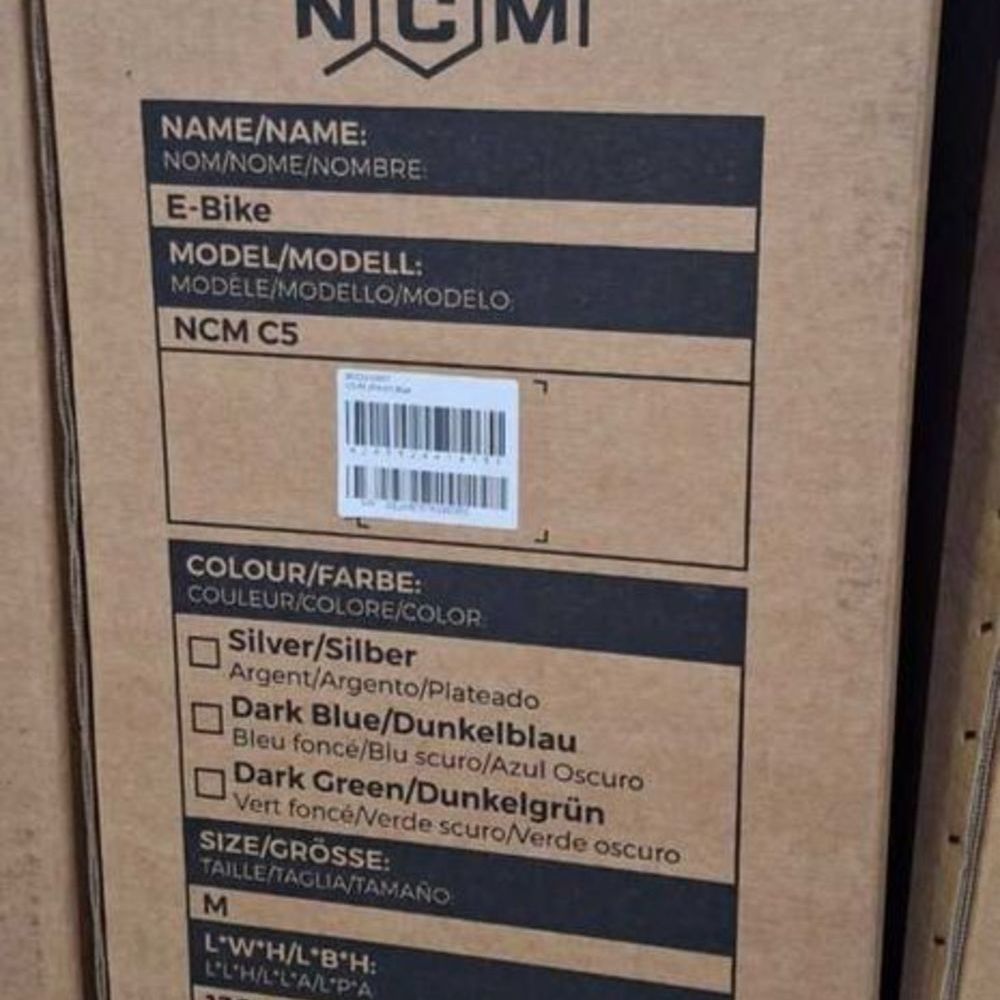 NCM
NAME/NAME:
NOM/NOME/NOMBRE:
E-Bike
MODEL/MODELL:
MODÈLE/MODELLO/MODELO:
NCM C5
COLOUR/FARBE:
COULEUR/COLORE/COLOR:
Silver/Silber
Argent/Argento/Plateado
Dark Blue/Dunkelblau
Bleu foncé/Blu scuro/Azul Oscuro
Dark Green/Dunkelgrün
Vert foncé/Verde scuro/Verde oscuro
SIZE/GRÖSSE:
TAILLE/TAGLIA/TAMAÑO:
M
L*W*H/L*B*H:
L*L*H/L*L*A/L*P*A